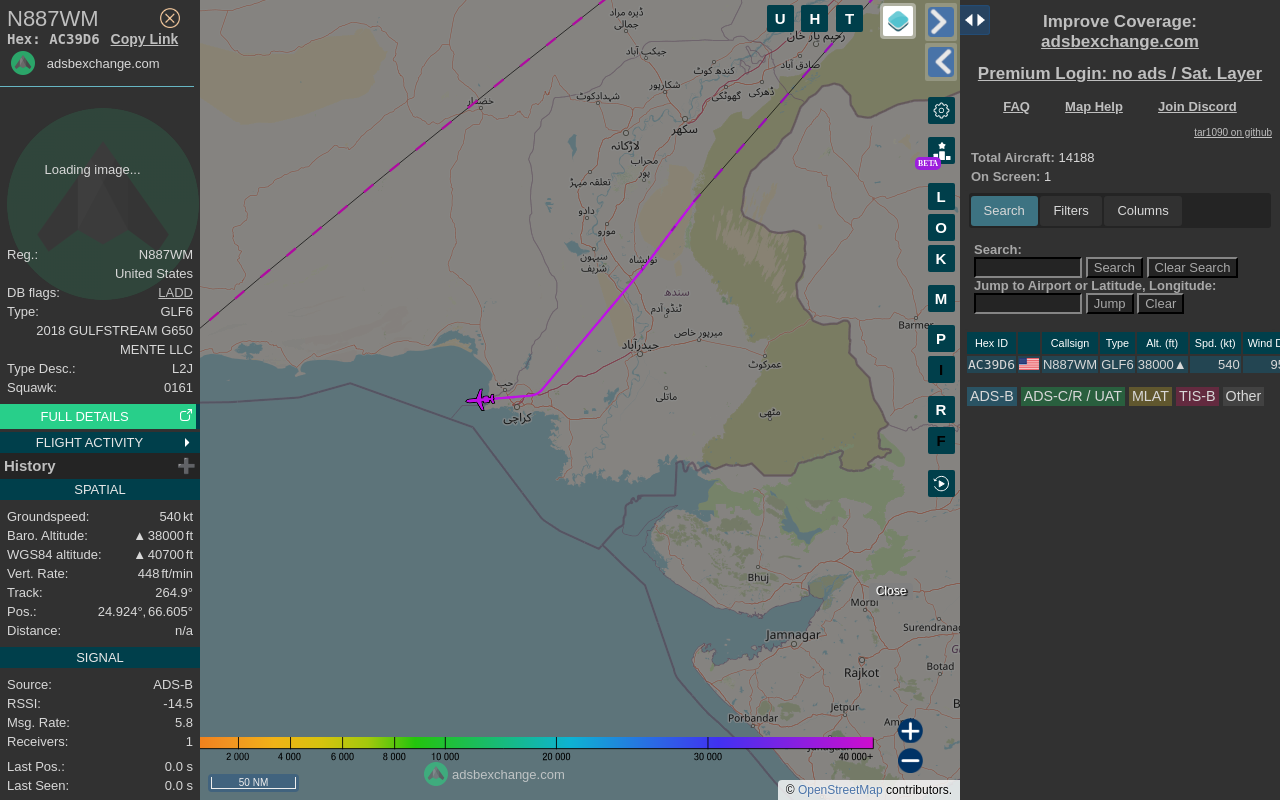 N887WM
Hex: AC39D6 Copy Link
adsbexchange.com
Loading image...
Reg.: N887WM
United States
DB flags: LADD
Type: GLF6
2018 GULFSTREAM G650
MENTE LLC
Type Desc.: L2J
Squawk: 0161
FULL DETAILS
FLIGHT ACTIVITY
History
SPATIAL
Groundspeed: 540 kt
Baro. Altitude: ▲ 38000 ft
WGS84 altitude: ▲ 40700 ft
Vert. Rate: 448 ft/min
Track: 264.9°
Pos.: 24.924°, 66.605°
Distance: n/a
SIGNAL
Source: ADS-B
RSSI: -14.5
Msg. Rate: 5.8
Receivers: 1
Last Pos.: 0.0 s
Last Seen: 0.0 s
ڈیرہ مراد
جمالی
جیکب آباد
کندھ کوٹ
رحیم یار خان
صادق آباد
ڈھرکی
گھوٹکی
شکارپور
شہدادکوٹ
خضدار
سکھر
لاڑکانہ
محراب
پور
تعلقہ میہڑ
دادو
مورو
سیہون
شریف
نوابشاہ
سندھ
ٹنڈو آدم
میرپور خاص
حیدرآباد
عمرکوٹ
حب
کراچی
ماتلی
مٹھی
Barmer
Bhuj
Morbi
Close
Jamnagar
Surendranag
Rajkot
Botad
Jetpur
Porbandar
Ame
Junagadh
U H T
BETA
L
O
K
M
P
I
R
F
2 000 4 000 6 000 8 000 10 000 20 000 30 000 40 000+
50 NM
adsbexchange.com
© OpenStreetMap contributors.
Improve Coverage:
adsbexchange.com
Premium Login: no ads / Sat. Layer
FAQ Map Help Join Discord
tar1090 on github
Total Aircraft: 14188
On Screen: 1
Search Filters Columns
Search:
Search Clear Search
Jump to Airport or Latitude, Longitude:
Jump Clear
Hex ID Callsign Type Alt. (ft) Spd. (kt) Wind D
AC39D6 N887WM GLF6 38000▲ 540 95
ADS-B ADS-C/R / UAT MLAT TIS-B Other